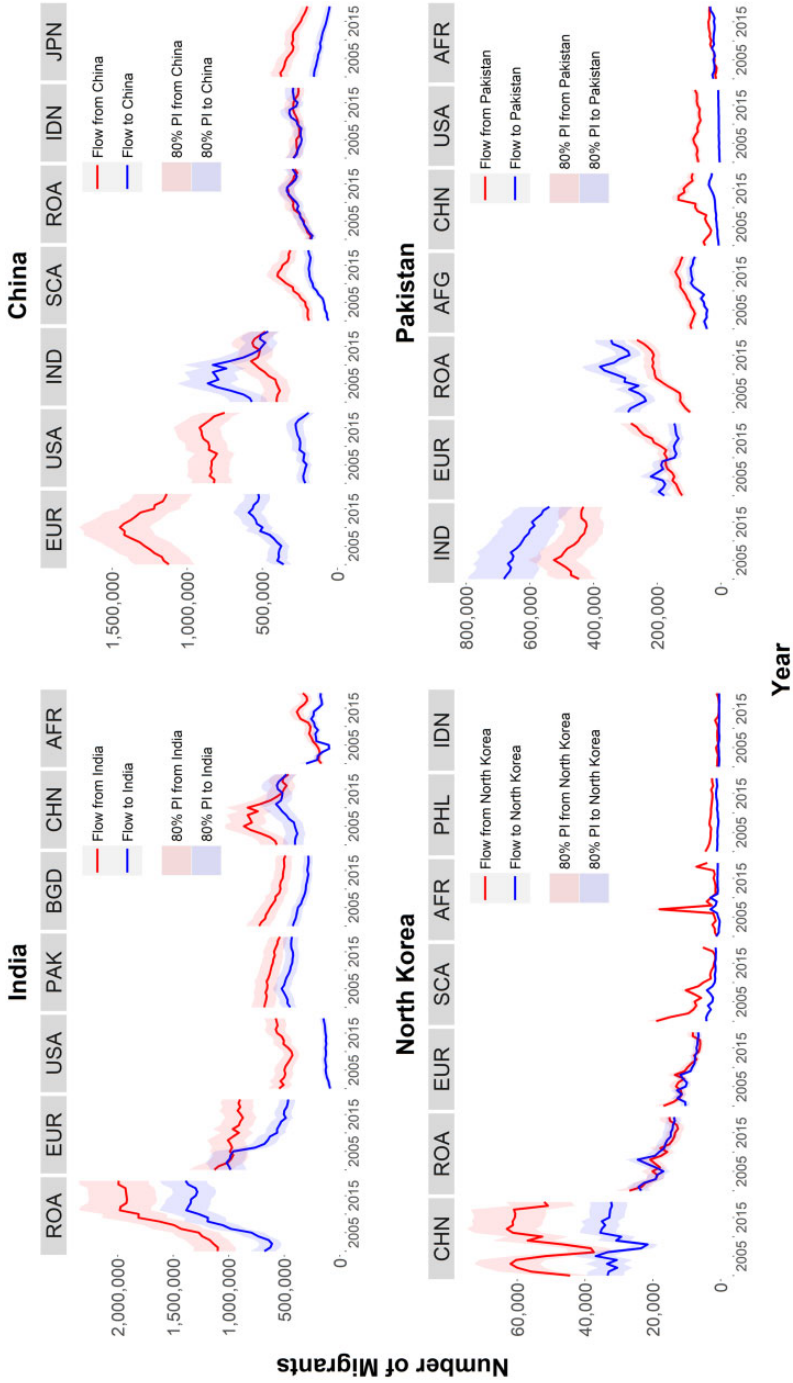 Number of Migrants
India
ROA EUR USA PAK BGD CHN AFR
Flow from India
Flow to India
80% PI from India
80% PI to India
2,000,000
1,500,000
1,000,000
500,000
0
2005 2015 2005 2015 2005 2015 2005 2015 2005 2015 2005 2015 2005 2015
China
EUR USA IND SCA ROA IDN JPN
Flow from China
Flow to China
80% PI from China
80% PI to China
1,500,000
1,000,000
500,000
0
2005 2015 2005 2015 2005 2015 2005 2015 2005 2015 2005 2015 2005 2015
North Korea
CHN ROA EUR SCA AFR PHL IDN
Flow from North Korea
Flow to North Korea
80% PI from North Korea
80% PI to North Korea
60,000
40,000
20,000
0
2005 2015 2005 2015 2005 2015 2005 2015 2005 2015 2005 2015 2005 2015
Pakistan
IND EUR ROA AFG CHN USA AFR
Flow from Pakistan
Flow to Pakistan
80% PI from Pakistan
80% PI to Pakistan
800,000
600,000
400,000
200,000
0
2005 2015 2005 2015 2005 2015 2005 2015 2005 2015 2005 2015 2005 2015
Year